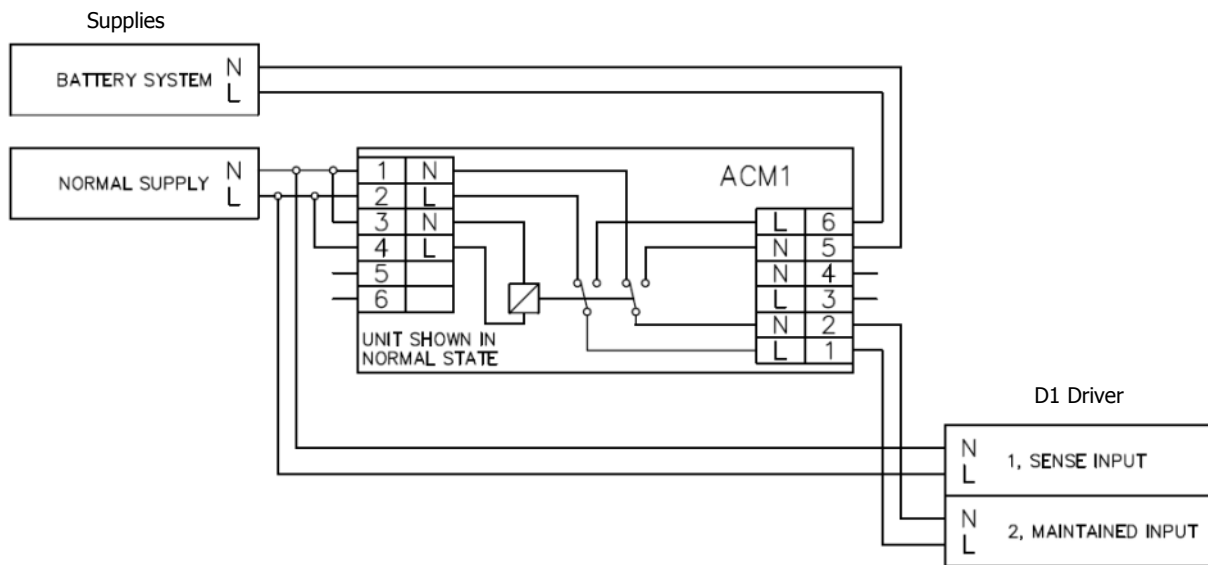 Supplies
BATTERY SYSTEM N
L
NORMAL SUPPLY N
L
ACM1
1 N
2 L
3 N
4 L
5
6
L 6
N 5
N 4
L 3
N 2
L 1
UNIT SHOWN IN
NORMAL STATE
D1 Driver
N
L 1, SENSE INPUT
N
L 2, MAINTAINED INPUT